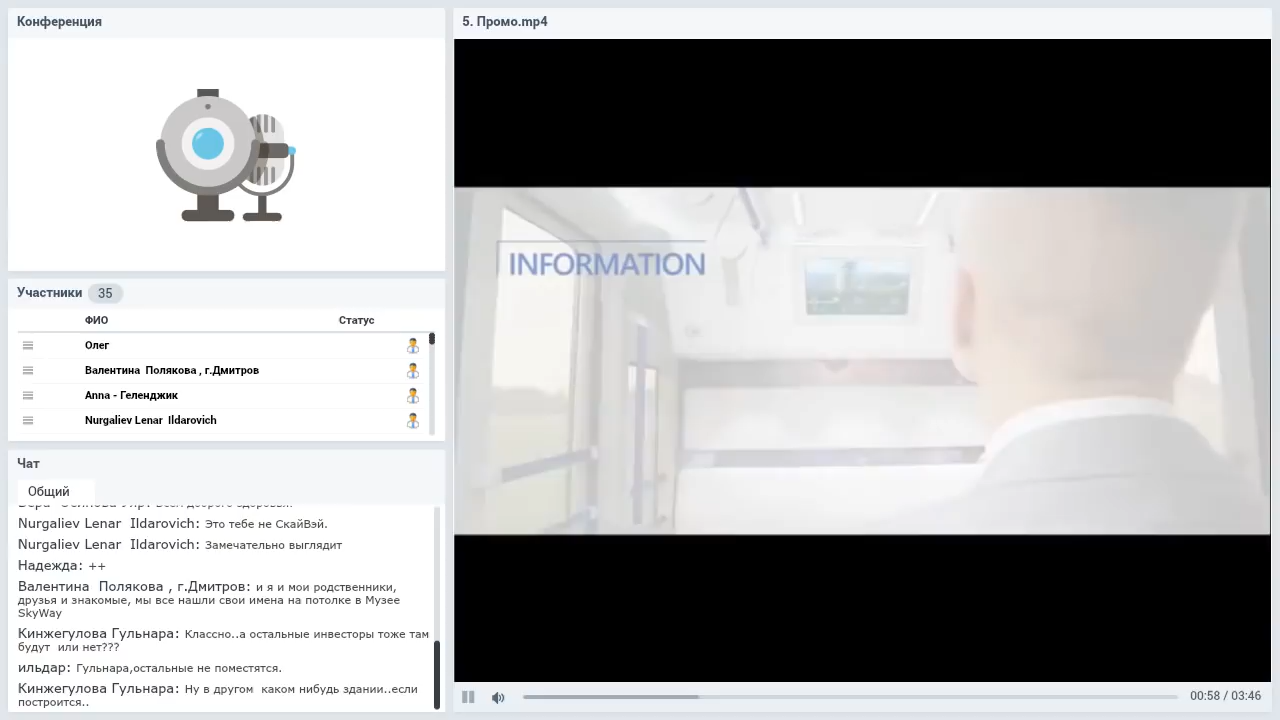 Конференция
5. Промо.mp4
INFORMATION
Участники 35
ФИО Статус
Олег
Валентина Полякова , г.Дмитров
Anna - Геленджик
Nurgaliev Lenar Ildarovich
Чат
Общий
Nurgaliev Lenar Ildarovich: Это тебе не СкайВэй.
Nurgaliev Lenar Ildarovich: Замечательно выглядит
Надежда: ++
Валентина Полякова , г.Дмитров: и я и мои родственники,
друзья и знакомые, мы все нашли свои имена на потолке в Музее
SkyWay
Кинжегулова Гульнара: Классно..а остальные инвесторы тоже там
будут или нет???
ильдар: Гульнара,остальные не поместятся.
Кинжегулова Гульнара: Ну в другом каком нибудь здании..если
построится..
00:58 / 03:46